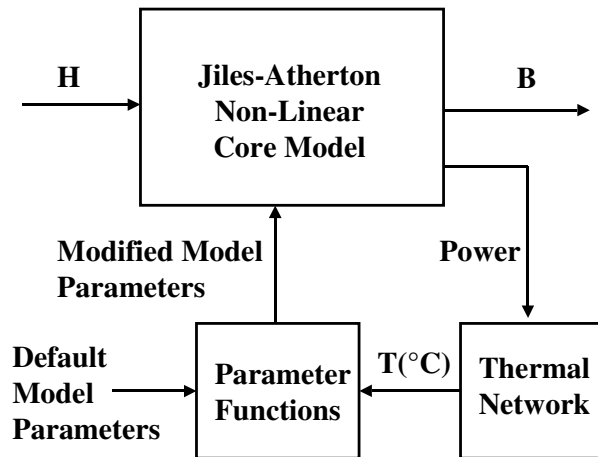 H
Jiles-Atherton
Non-Linear
Core Model
B
Modified Model
Parameters
Power
Default
Model
Parameters
Parameter
Functions
T(°C)
Thermal
Network